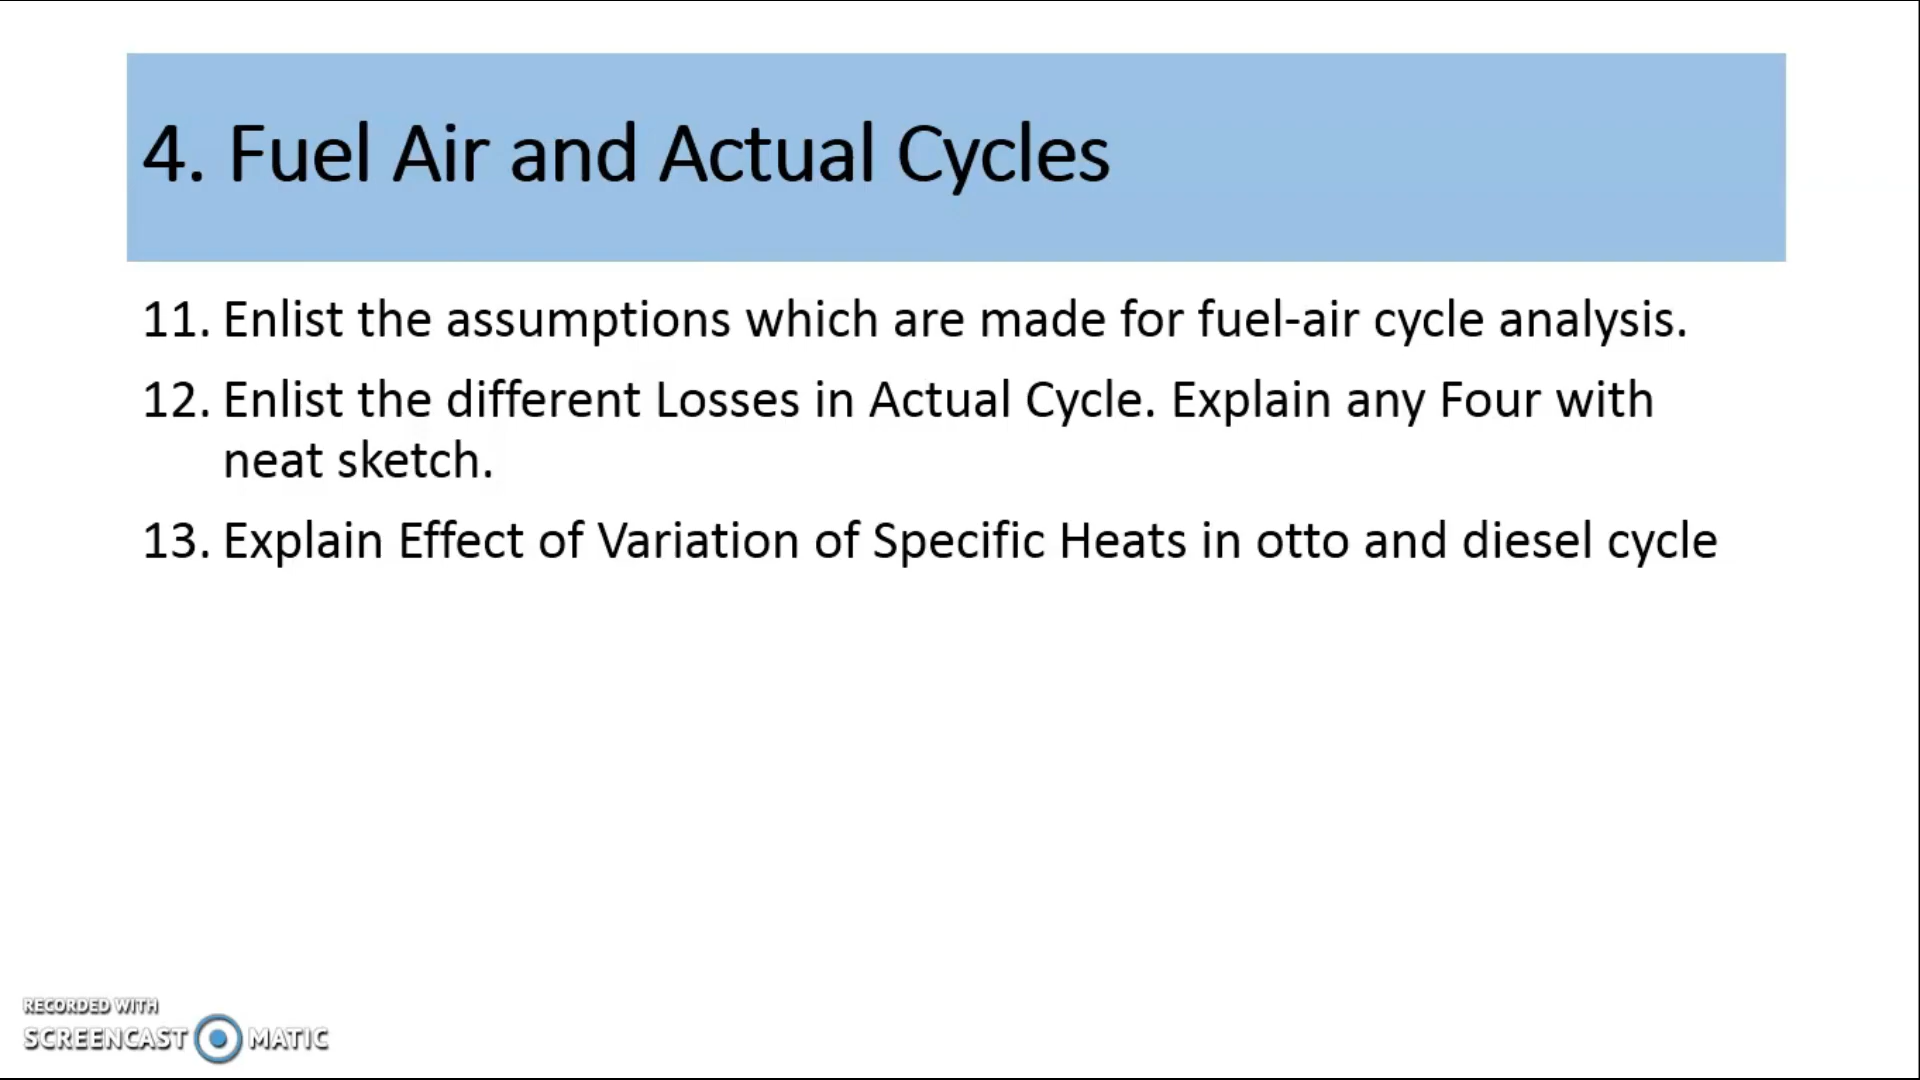 4. Fuel Air and Actual Cycles
11. Enlist the assumptions which are made for fuel-air cycle analysis.
12. Enlist the different Losses in Actual Cycle. Explain any Four with
neat sketch.
13. Explain Effect of Variation of Specific Heats in otto and diesel cycle
RECORDED WITH
SCREENCAST MATIC